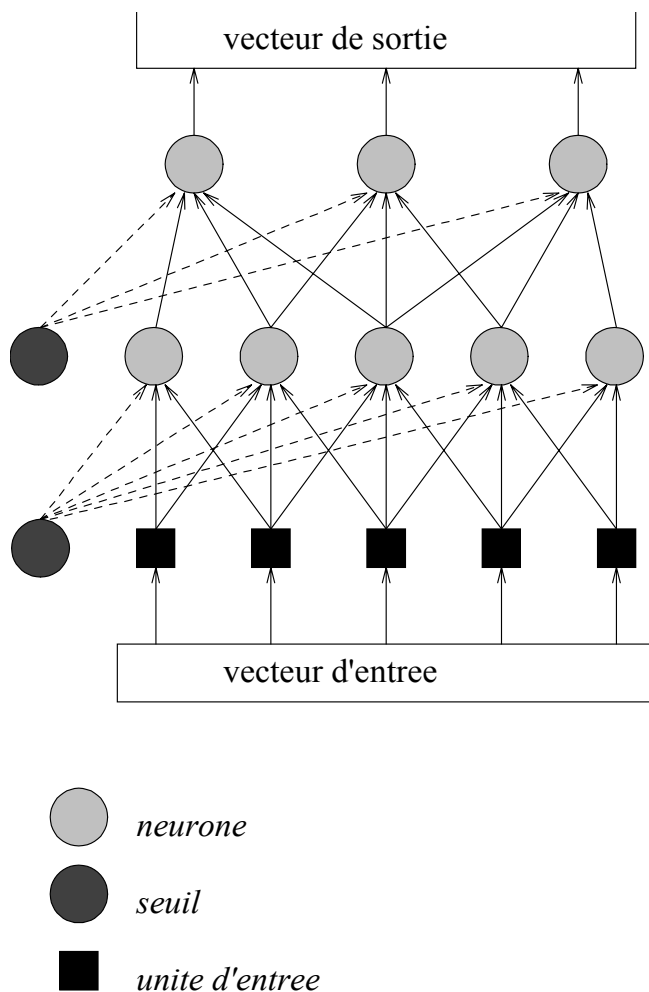 vecteur de sortie
vecteur d'entree
neurone
seuil
unite d'entree